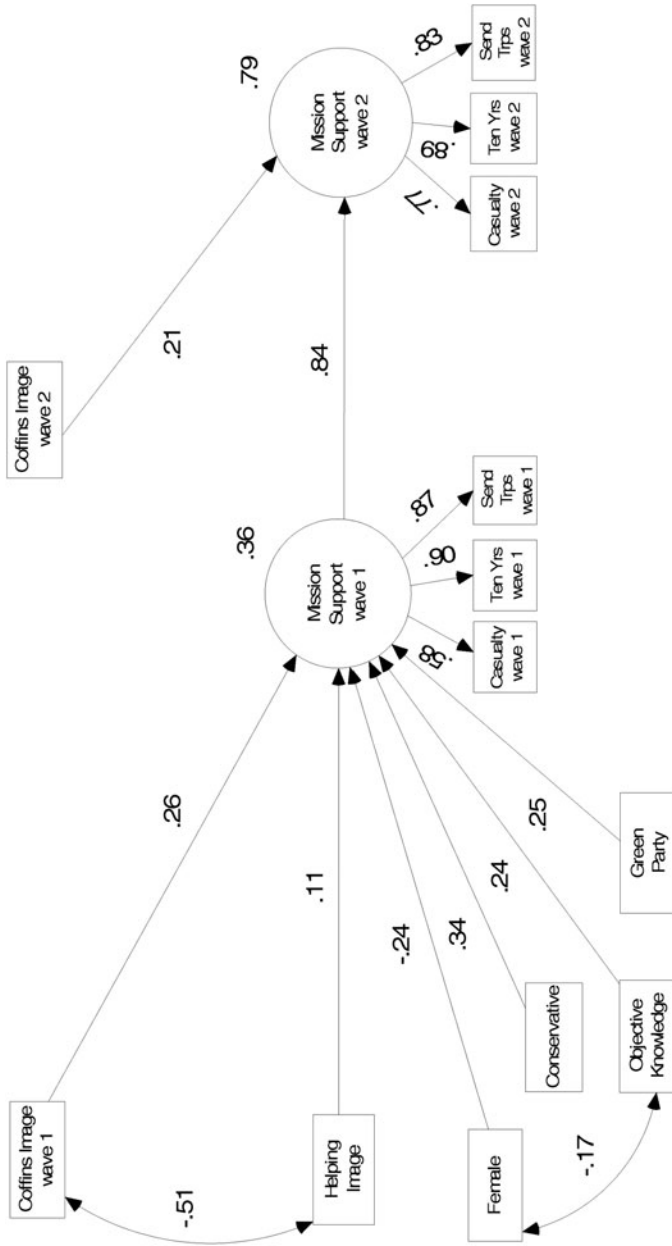 Coffins Image
wave 1
-.51
Helping
Image
Female
-.17
Objective
Knowledge
Conservative
Green
Party
.26
.11
-.24
.34
.24
.25
.36
Mission
Support
wave 1
.58
.90
.87
Casualty
wave 1
Ten Yrs
wave 1
Send
Trps
wave 1
.84
Coffins Image
wave 2
.21
.79
Mission
Support
wave 2
.77
.89
.83
Casualty
wave 2
Ten Yrs
wave 2
Send
Trps
wave 2